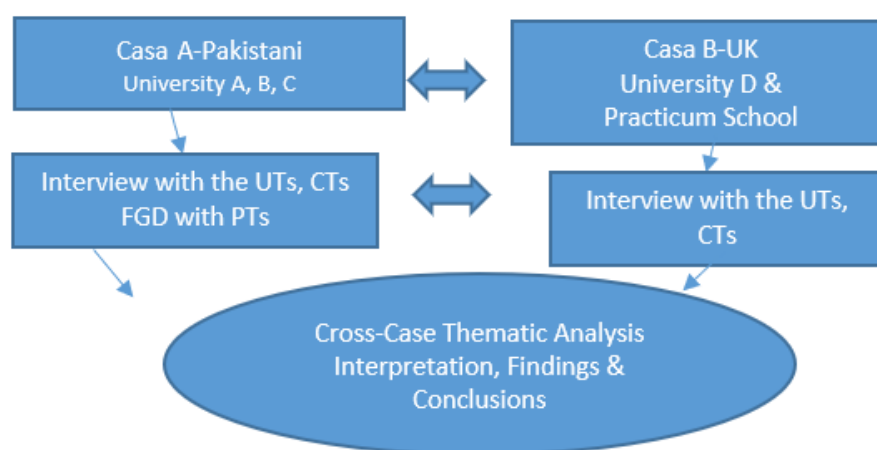 Casa A-Pakistani
University A, B, C
Casa B-UK
University D &
Practicum School
Interview with the UTs, CTs
FGD with PTs
Interview with the UTs,
CTs
Cross-Case Thematic Analysis
Interpretation, Findings &
Conclusions